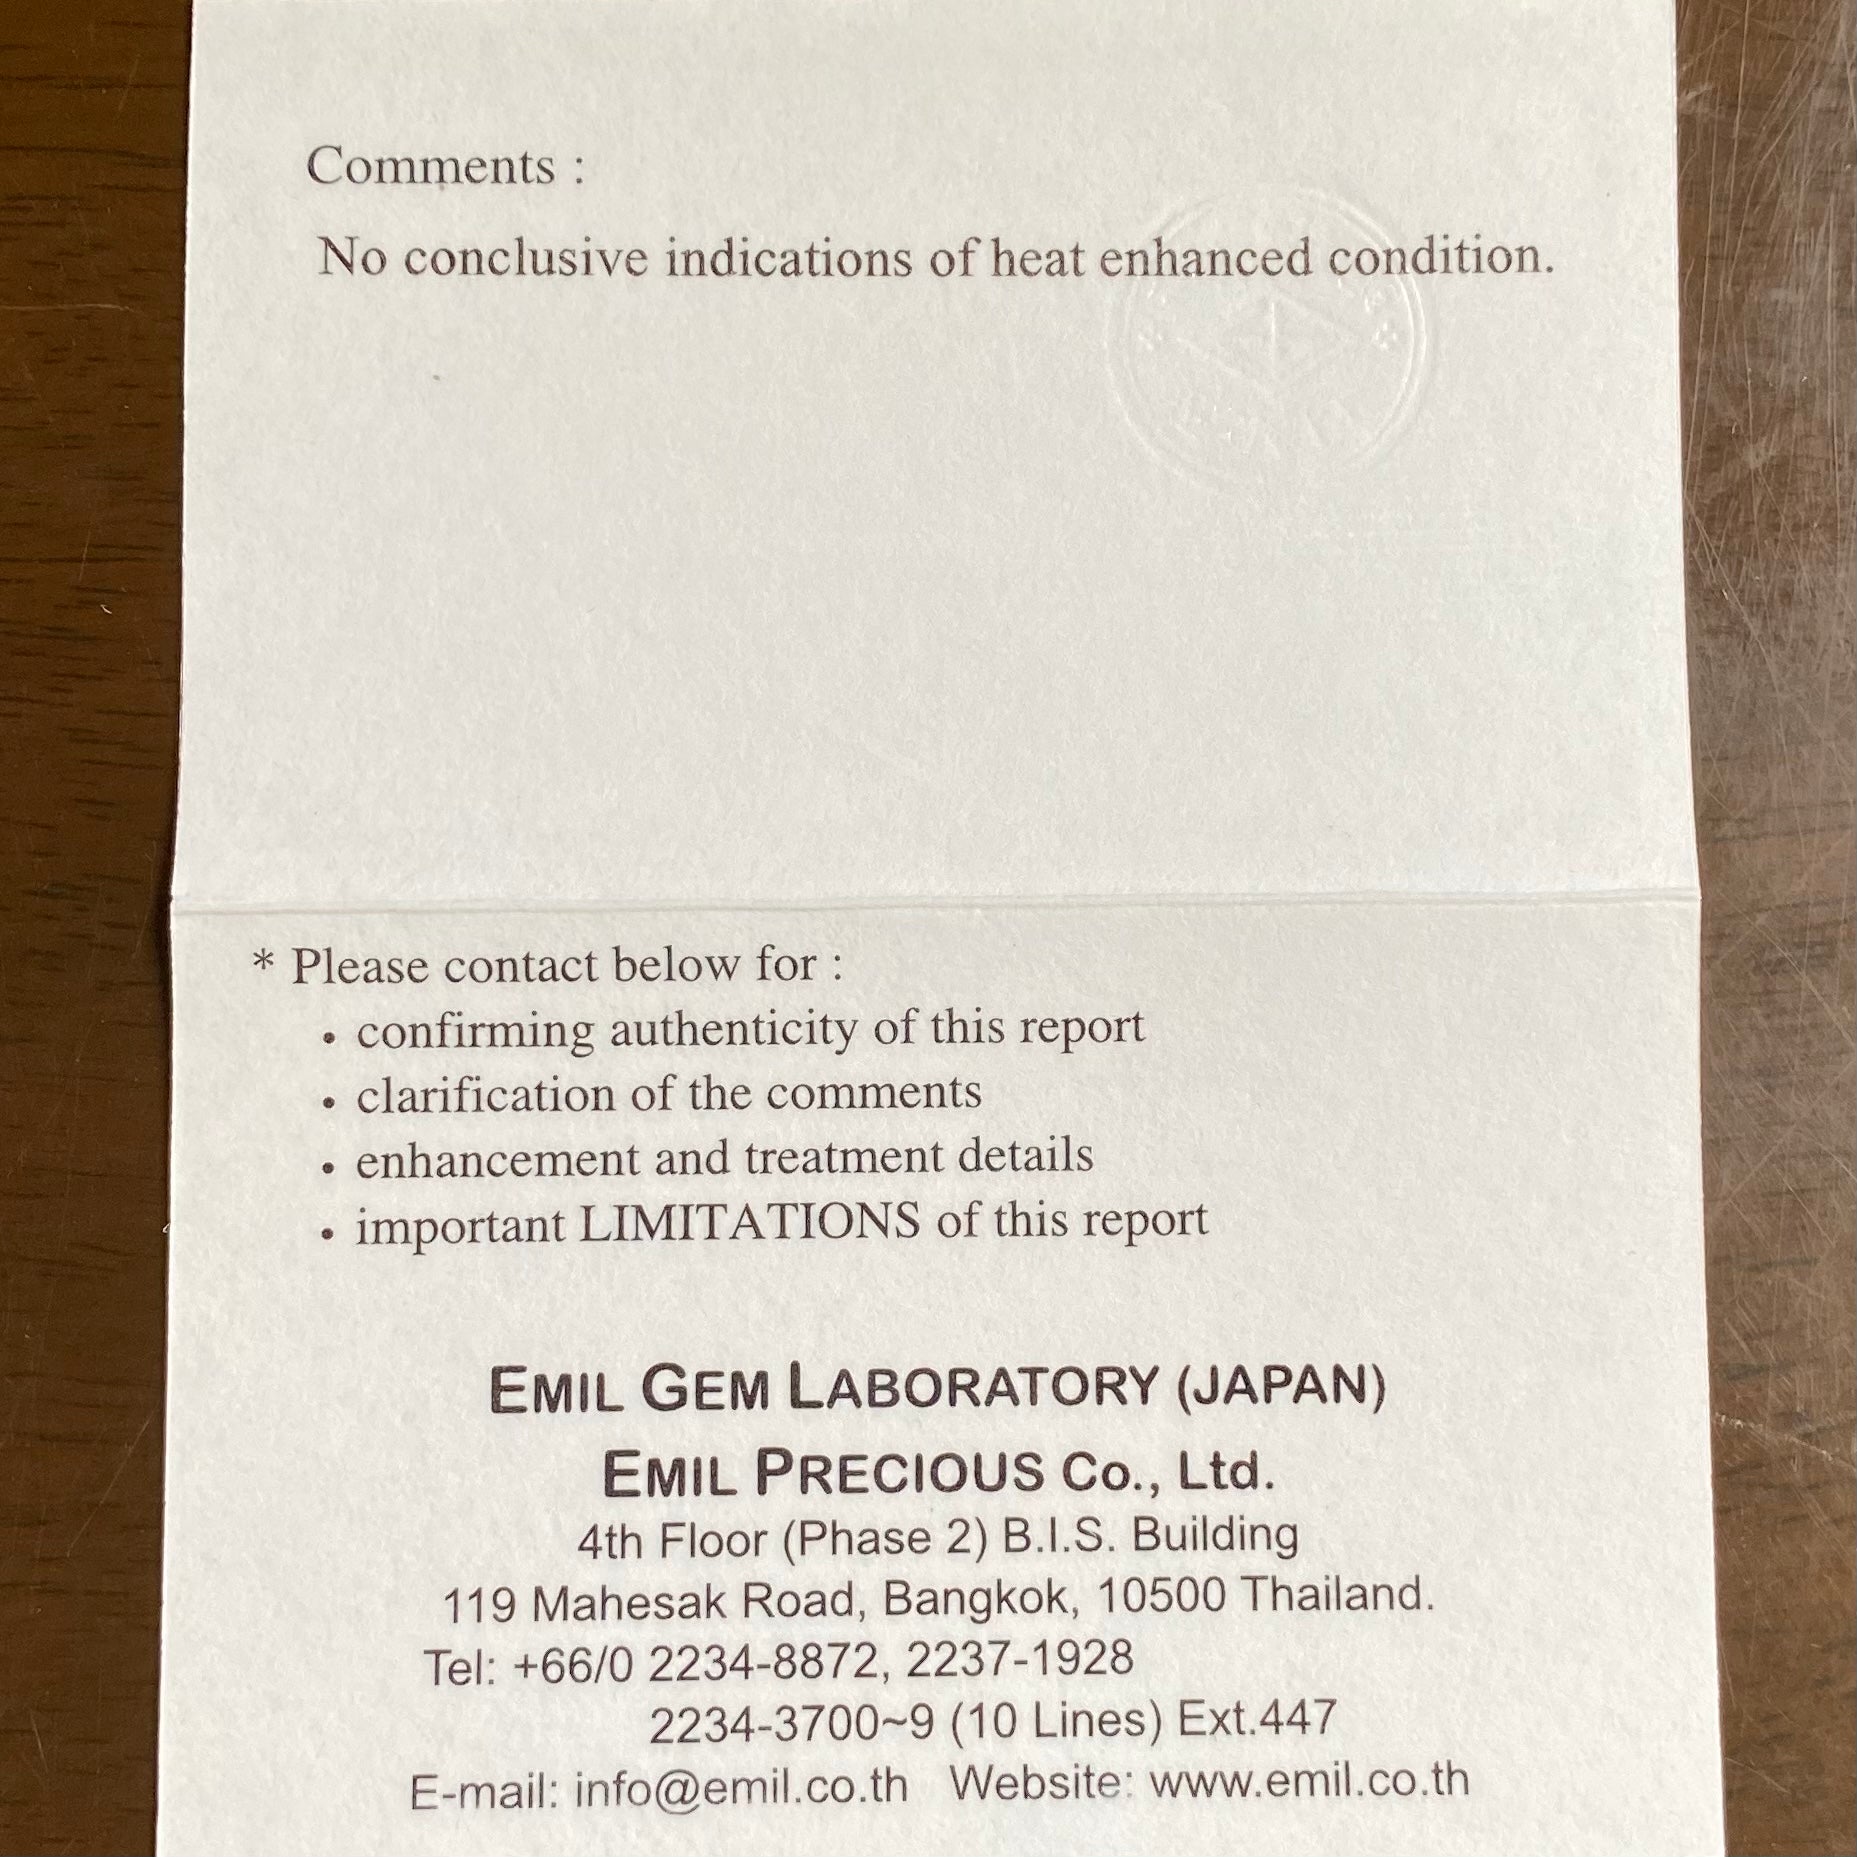 Comments :
No conclusive indications of heat enhanced condition.
* Please contact below for :
• confirming authenticity of this report
• clarification of the comments
• enhancement and treatment details
• important LIMITATIONS of this report
EMIL GEM LABORATORY (JAPAN)
EMIL PRECIOUS Co., Ltd.
4th Floor (Phase 2) B.I.S. Building
119 Mahesak Road, Bangkok, 10500 Thailand.
Tel: +66/0 2234-8872, 2237-1928
2234-3700~9 (10 Lines) Ext.447
E-mail: info@emil.co.th Website: www.emil.co.th